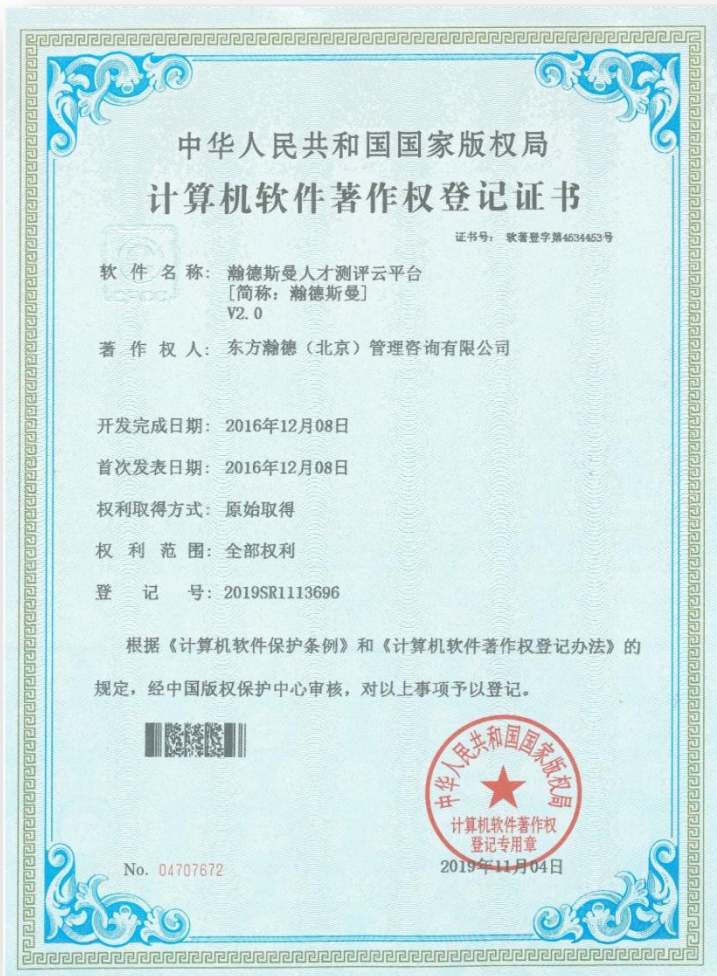 中华人民共和国国家版权局
计算机软件著作权登记证书
证书号： 软著登字第4534453号
软件名称： 瀚德斯曼人才测评云平台
[简称：瀚德斯曼]
V2.0
著作权人： 东方瀚德（北京）管理咨询有限公司
开发完成日期： 2016年12月08日
首次发表日期： 2016年12月08日
权利取得方式： 原始取得
权利范围： 全部权利
登记号： 2019SR1113696
根据《计算机软件保护条例》和《计算机软件著作权登记办法》的
规定，经中国版权保护中心审核，对以上事项予以登记。
中华人民共和国国家版权局
计算机软件著作权
登记专用章
No. 04707672
2019年11月04日